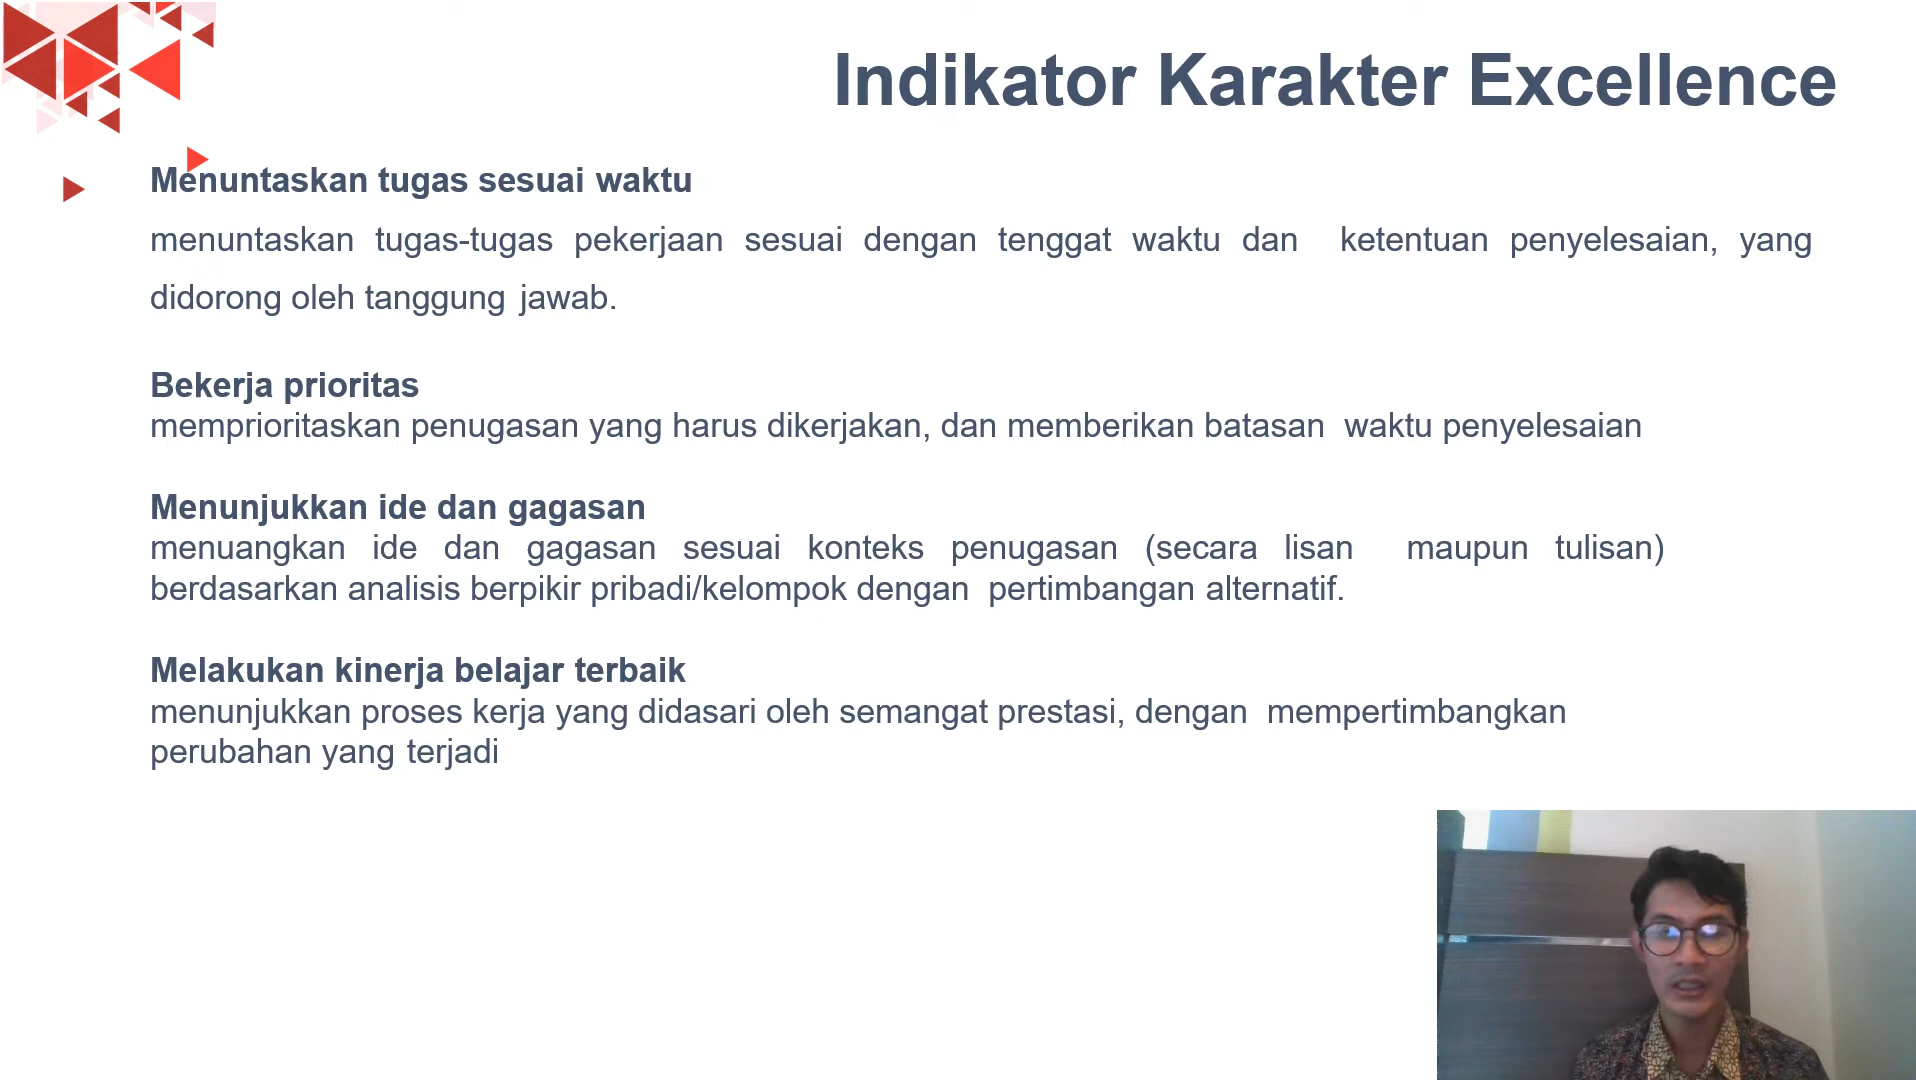 Indikator Karakter Excellence
Menuntaskan tugas sesuai waktu
menuntaskan tugas-tugas pekerjaan sesuai dengan tenggat waktu dan ketentuan penyelesaian, yang
didorong oleh tanggung jawab.
Bekerja prioritas
memprioritaskan penugasan yang harus dikerjakan, dan memberikan batasan waktu penyelesaian
Menunjukkan ide dan gagasan
menuangkan ide dan gagasan sesuai konteks penugasan (secara lisan maupun tulisan)
berdasarkan analisis berpikir pribadi/kelompok dengan pertimbangan alternatif.
Melakukan kinerja belajar terbaik
menunjukkan proses kerja yang didasari oleh semangat prestasi, dengan mempertimbangkan
perubahan yang terjadi